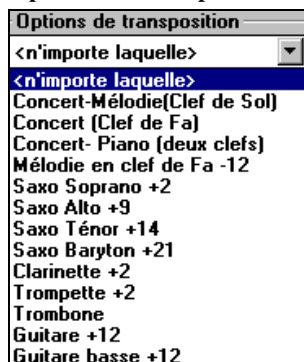 Options de transposition
<n'importe laquelle>
<n'importe laquelle>
Concert-Mélodie(Clef de Sol)
Concert (Clef de Fa)
Concert- Piano (deux clefs)
Mélodie en clef de Fa -12
Saxo Soprano +2
Saxo Alto +9
Saxo Ténor +14
Saxo Baryton +21
Clarinette +2
Trompette +2
Trombone
Guitare +12
Guitare basse +12